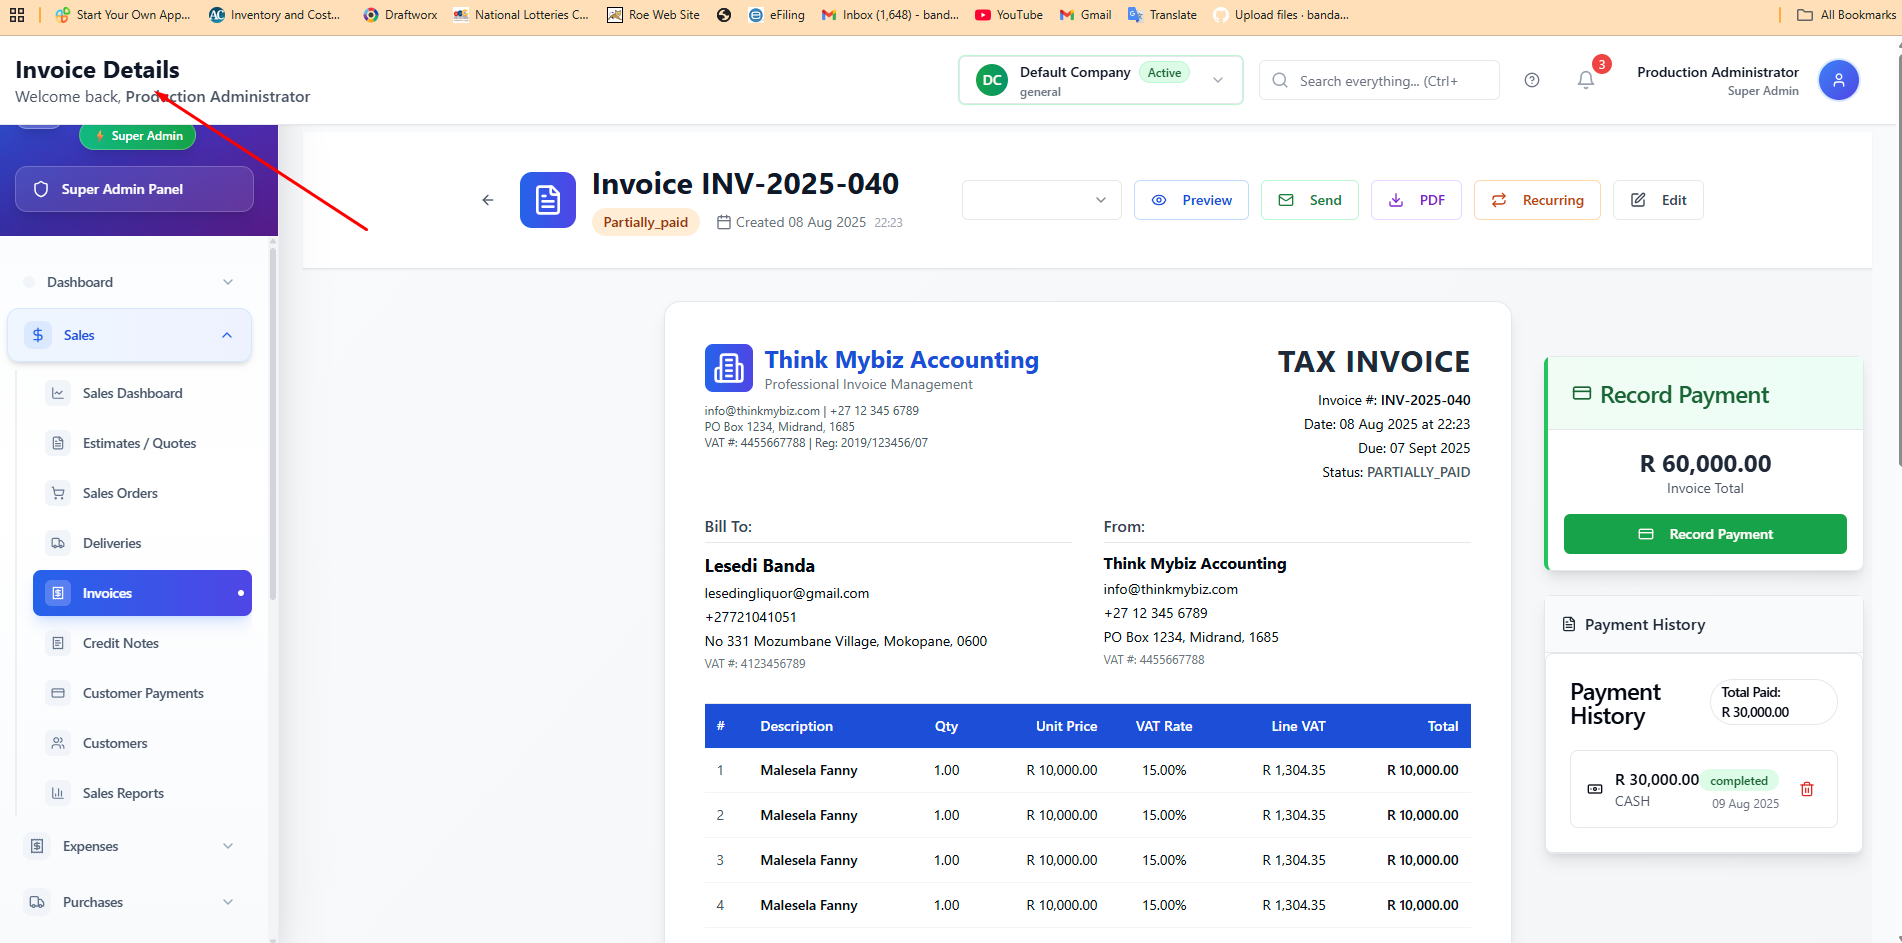 Start Your Own App... Inventory and Cost... Draftworx National Lotteries C... Roe Web Site eFiling Inbox (1,648) - band... YouTube Gmail Translate Upload files · banda... All Bookmarks
Invoice Details
Welcome back, Production Administrator
DC Default Company Active
general
Search everything... (Ctrl+
3
Production Administrator
Super Admin
Super Admin
Super Admin Panel
Dashboard
Sales
Sales Dashboard
Estimates / Quotes
Sales Orders
Deliveries
Invoices
Credit Notes
Customer Payments
Customers
Sales Reports
Expenses
Purchases
Invoice INV-2025-040
Partially_paid Created 08 Aug 2025 22:23
Preview Send PDF Recurring Edit
Think Mybiz Accounting
Professional Invoice Management
info@thinkmybiz.com | +27 12 345 6789
PO Box 1234, Midrand, 1685
VAT #: 4455667788 | Reg: 2019/123456/07
TAX INVOICE
Invoice #: INV-2025-040
Date: 08 Aug 2025 at 22:23
Due: 07 Sept 2025
Status: PARTIALLY_PAID
Bill To:
Lesedi Banda
lesedingliquor@gmail.com
+27721041051
No 331 Mozumbane Village, Mokopane, 0600
VAT #: 4123456789
From:
Think Mybiz Accounting
info@thinkmybiz.com
+27 12 345 6789
PO Box 1234, Midrand, 1685
VAT #: 4455667788
# Description Qty Unit Price VAT Rate Line VAT Total
1 Malesela Fanny 1.00 R 10,000.00 15.00% R 1,304.35 R 10,000.00
2 Malesela Fanny 1.00 R 10,000.00 15.00% R 1,304.35 R 10,000.00
3 Malesela Fanny 1.00 R 10,000.00 15.00% R 1,304.35 R 10,000.00
4 Malesela Fanny 1.00 R 10,000.00 15.00% R 1,304.35 R 10,000.00
Record Payment
R 60,000.00
Invoice Total
Record Payment
Payment History
Payment
History
Total Paid:
R 30,000.00
R 30,000.00 completed
CASH 09 Aug 2025